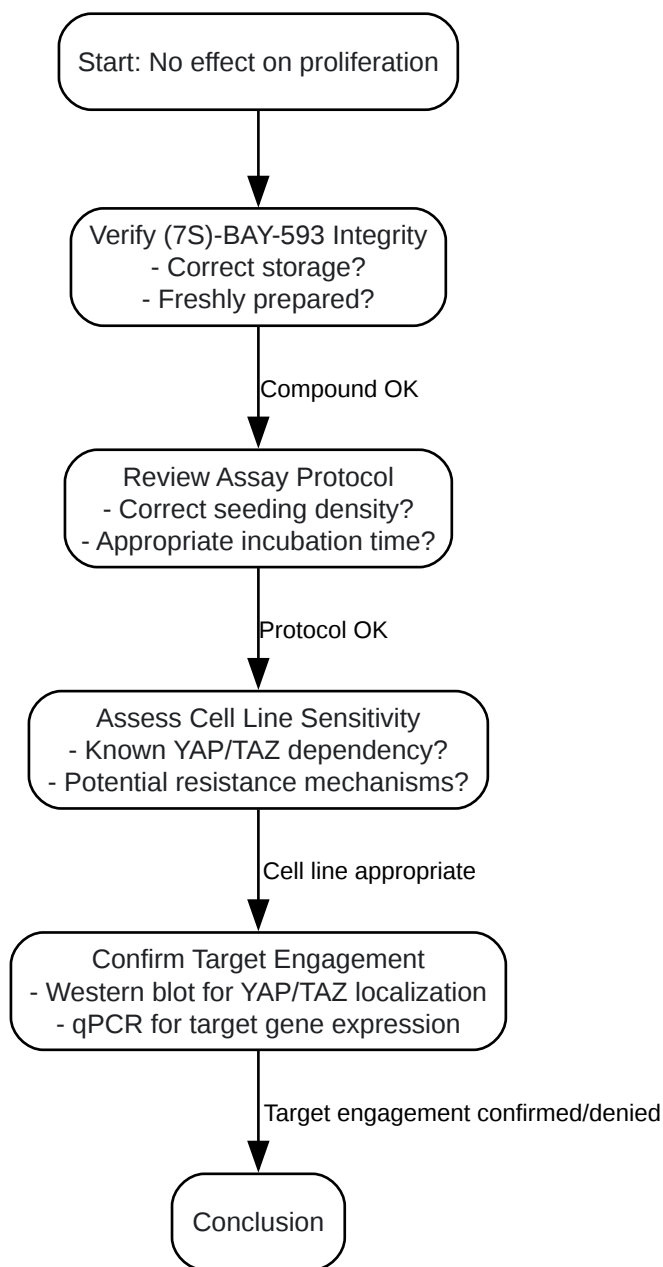 Start: No effect on proliferation
Verify (7S)-BAY-593 Integrity
- Correct storage?
- Freshly prepared?
Compound OK
Review Assay Protocol
- Correct seeding density?
- Appropriate incubation time?
Protocol OK
Assess Cell Line Sensitivity
- Known YAP/TAZ dependency?
- Potential resistance mechanisms?
Cell line appropriate
Confirm Target Engagement
- Western blot for YAP/TAZ localization
- qPCR for target gene expression
Target engagement confirmed/denied
Conclusion